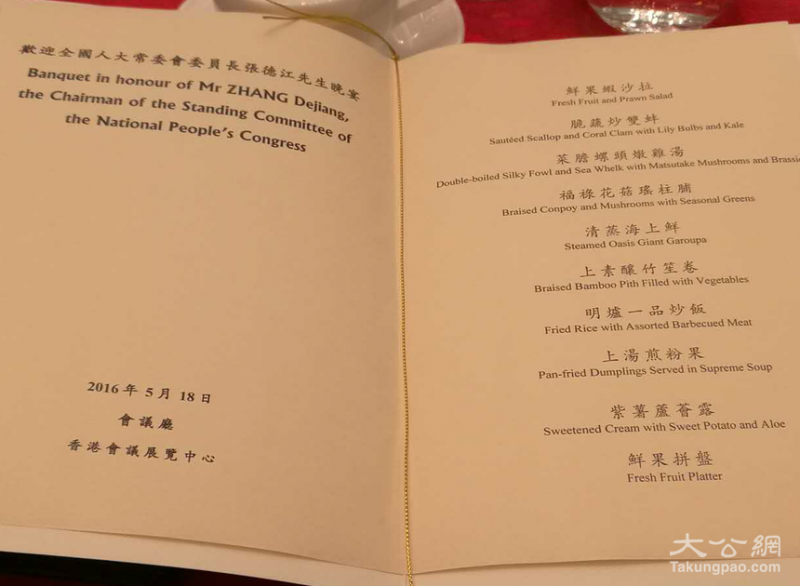 歡迎全國人大常委會委員長張德江先生晚宴
Banquet in honour of Mr ZHANG Dejiang,
the Chairman of the Standing Committee of
the National People's Congress
2016 年 5 月 18 日
會議廳
香港會議展覽中心
鮮果蝦沙拉
Fresh Fruit and Prawn Salad
脆蔬炒雙蚌
Sautéed Scallop and Coral Clam with Lily Bulbs and Kale
菜膽螺頭燉雞湯
Double-boiled Silky Fowl and Sea Whelk with Matsutake Mushrooms and
福祿花菇瑤柱脯
Braised Conpoy and Mushrooms with Seasonal Greens
清蒸海上鮮
Steamed Oasis Giant Garoupa
上素釀竹笙卷
Braised Bamboo Pith Filled with Vegetables
明爐一品炒飯
Fried Rice with Assorted Barbecued Meat
上湯煎粉果
Pan-fried Dumplings Served in Supreme Soup
紫薯蘆薈露
Sweetened Cream with Sweet Potato and Aloe
鮮果拼盤
Fresh Fruit Platter
大公網
Takungpao.com